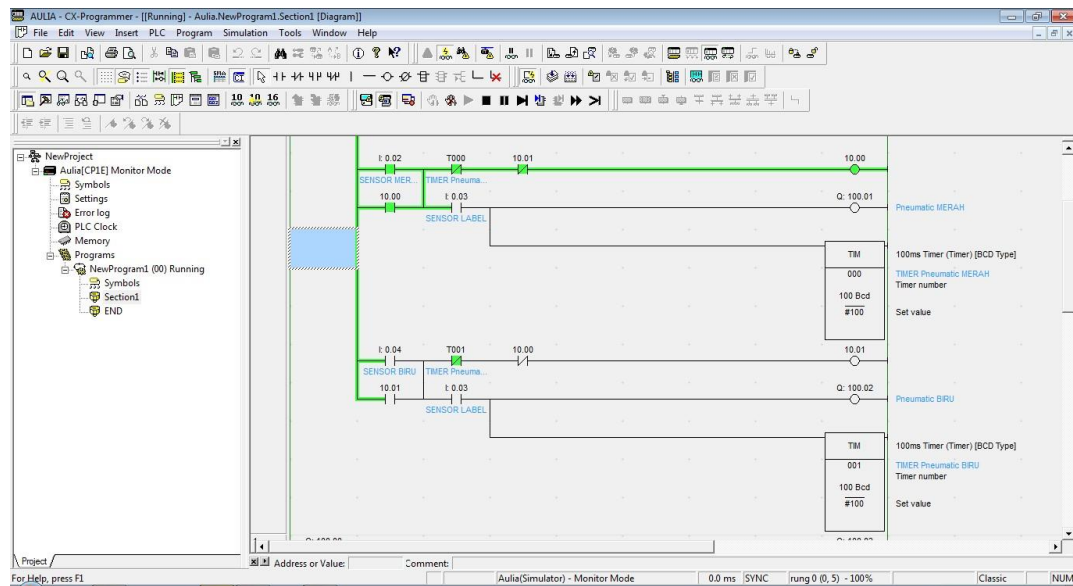 AULIA - CX-Programmer - [[Running] - Aulia.NewProgram1.Section1 [Diagram]]
File Edit View Insert PLC Program Simulation Tools Window Help
10 10 16
NewProject
Aulia[CP1E] Monitor Mode
Symbols
Settings
Error log
PLC Clock
Memory
Programs
NewProgram1 (00) Running
Symbols
Section1
END
Project
I: 0.02 T000 10.01 10.00
SENSOR MER... TIMER Pneuma...
10.00 I: 0.03 Q: 100.01
SENSOR LABEL Pneumatic MERAH
TIM 100ms Timer (Timer) [BCD Type]
000 TIMER Pneumatic MERAH
Timer number
100 Bcd
#100 Set value
I: 0.04 T001 10.00 10.01
SENSOR BIRU TIMER Pneuma...
10.01 I: 0.03 Q: 100.02
SENSOR LABEL Pneumatic BIRU
TIM 100ms Timer (Timer) [BCD Type]
001 TIMER Pneumatic BIRU
Timer number
100 Bcd
#100 Set value
Address or Value: Comment:
For Help, press F1 Aulia(Simulator) - Monitor Mode 0.0 ms SYNC rung 0 (0, 5) - 100% Classic NUM